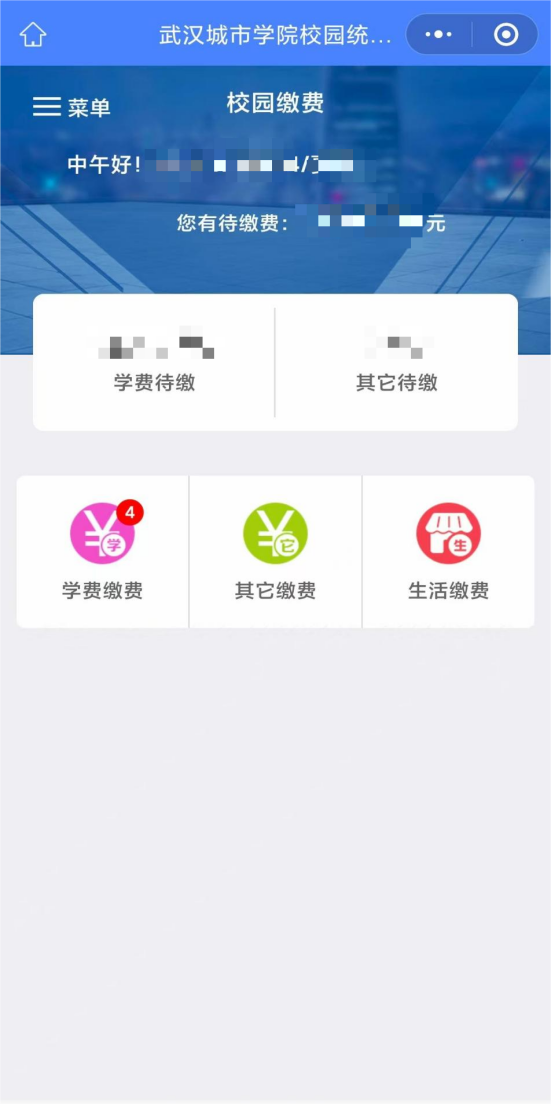 武汉城市学院校园统...
菜单
校园缴费
中午好!
您有待缴费:
元
学费待缴
其它待缴
4
学
它
生
学费缴费
其它缴费
生活缴费